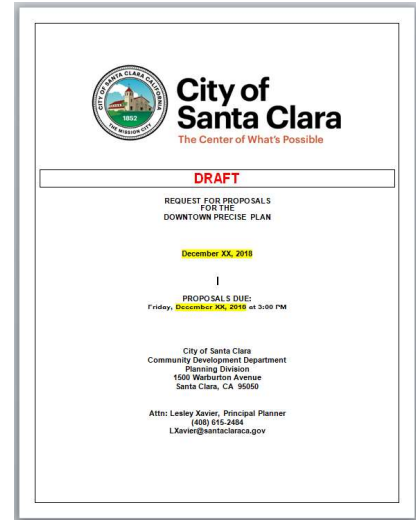 CITY OF SANTA CLARA CALIFORNIA
1852
THE MISSION CITY
City of
Santa Clara
The Center of What's Possible
DRAFT
REQUEST FOR PROPOSALS
FOR THE
DOWNTOWN PRECISE PLAN
December XX, 2018
PROPOSALS DUE:
Friday, December XX, 2018 at 3:00 PM
City of Santa Clara
Community Development Department
Planning Division
1500 Warburton Avenue
Santa Clara, CA 95050
Attn: Lesley Xavier, Principal Planner
(408) 615-2484
LXavier@santaclaraca.gov